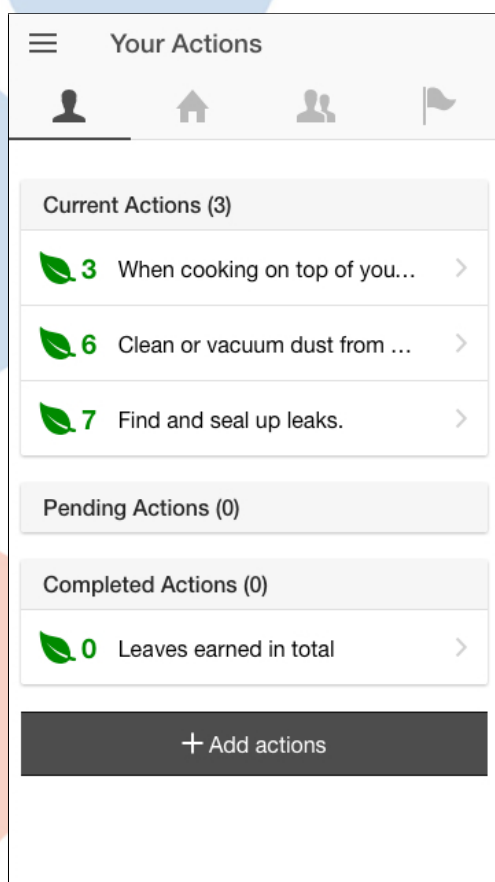 Your Actions
Current Actions (3)
3 When cooking on top of you...
6 Clean or vacuum dust from ...
7 Find and seal up leaks.
Pending Actions (0)
Completed Actions (0)
0 Leaves earned in total
+ Add actions